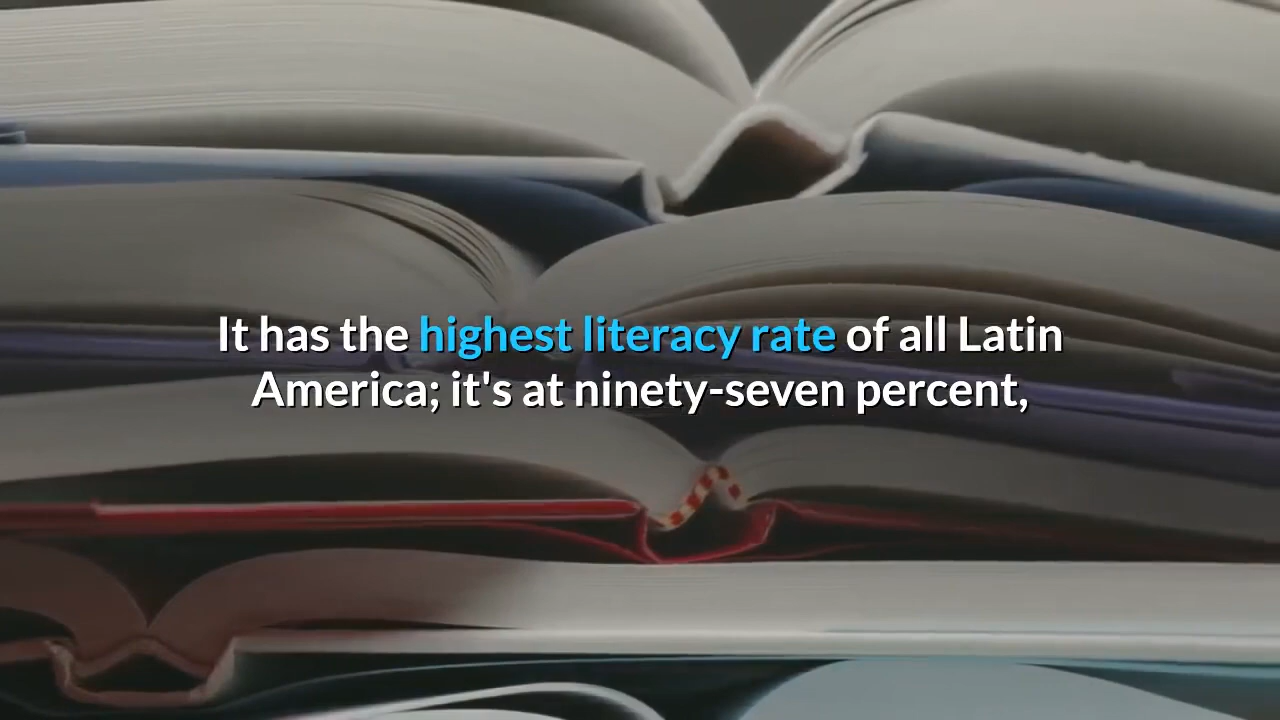 It has the highest literacy rate of all Latin
America; it's at ninety-seven percent,